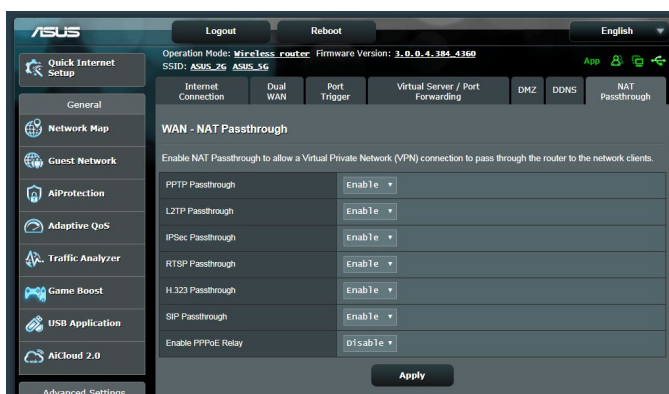 ASUS
Logout
Reboot
English
Quick Internet
Setup
Operation Mode: Wireless router Firmware Version: 3.0.0.4.384_4360
SSID: ASUS_2G ASUS_5G
App
General
Network Map
Guest Network
AiProtection
Adaptive QoS
Traffic Analyzer
Game Boost
USB Application
AiCloud 2.0
Advanced Settings
Internet
Connection
Dual
WAN
Port
Trigger
Virtual Server / Port
Forwarding
DMZ
DDNS
NAT
Passthrough
WAN - NAT Passthrough
Enable NAT Passthrough to allow a Virtual Private Network (VPN) connection to pass through the router to the network clients.
PPTP Passthrough Enable
L2TP Passthrough Enable
IPSec Passthrough Enable
RTSP Passthrough Enable
H.323 Passthrough Enable
SIP Passthrough Enable
Enable PPPoE Relay Disable
Apply